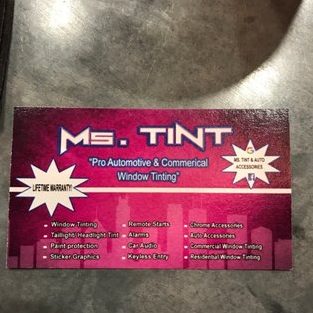 Ms. TINT
"Pro Automotive & Commerical
Window Tinting"
MS. TINT & AUTO
ACCESSORIES
LIFETIME WARRANTY!
Window Tinting
Taillight/Headlight Tint
Paint protection
Sticker Graphics
Remote Starts
Alarms
Car Audio
Keyless Entry
Chrome Accessories
Auto Accessories
Commercial Window Tinting
Residential Window Tinting